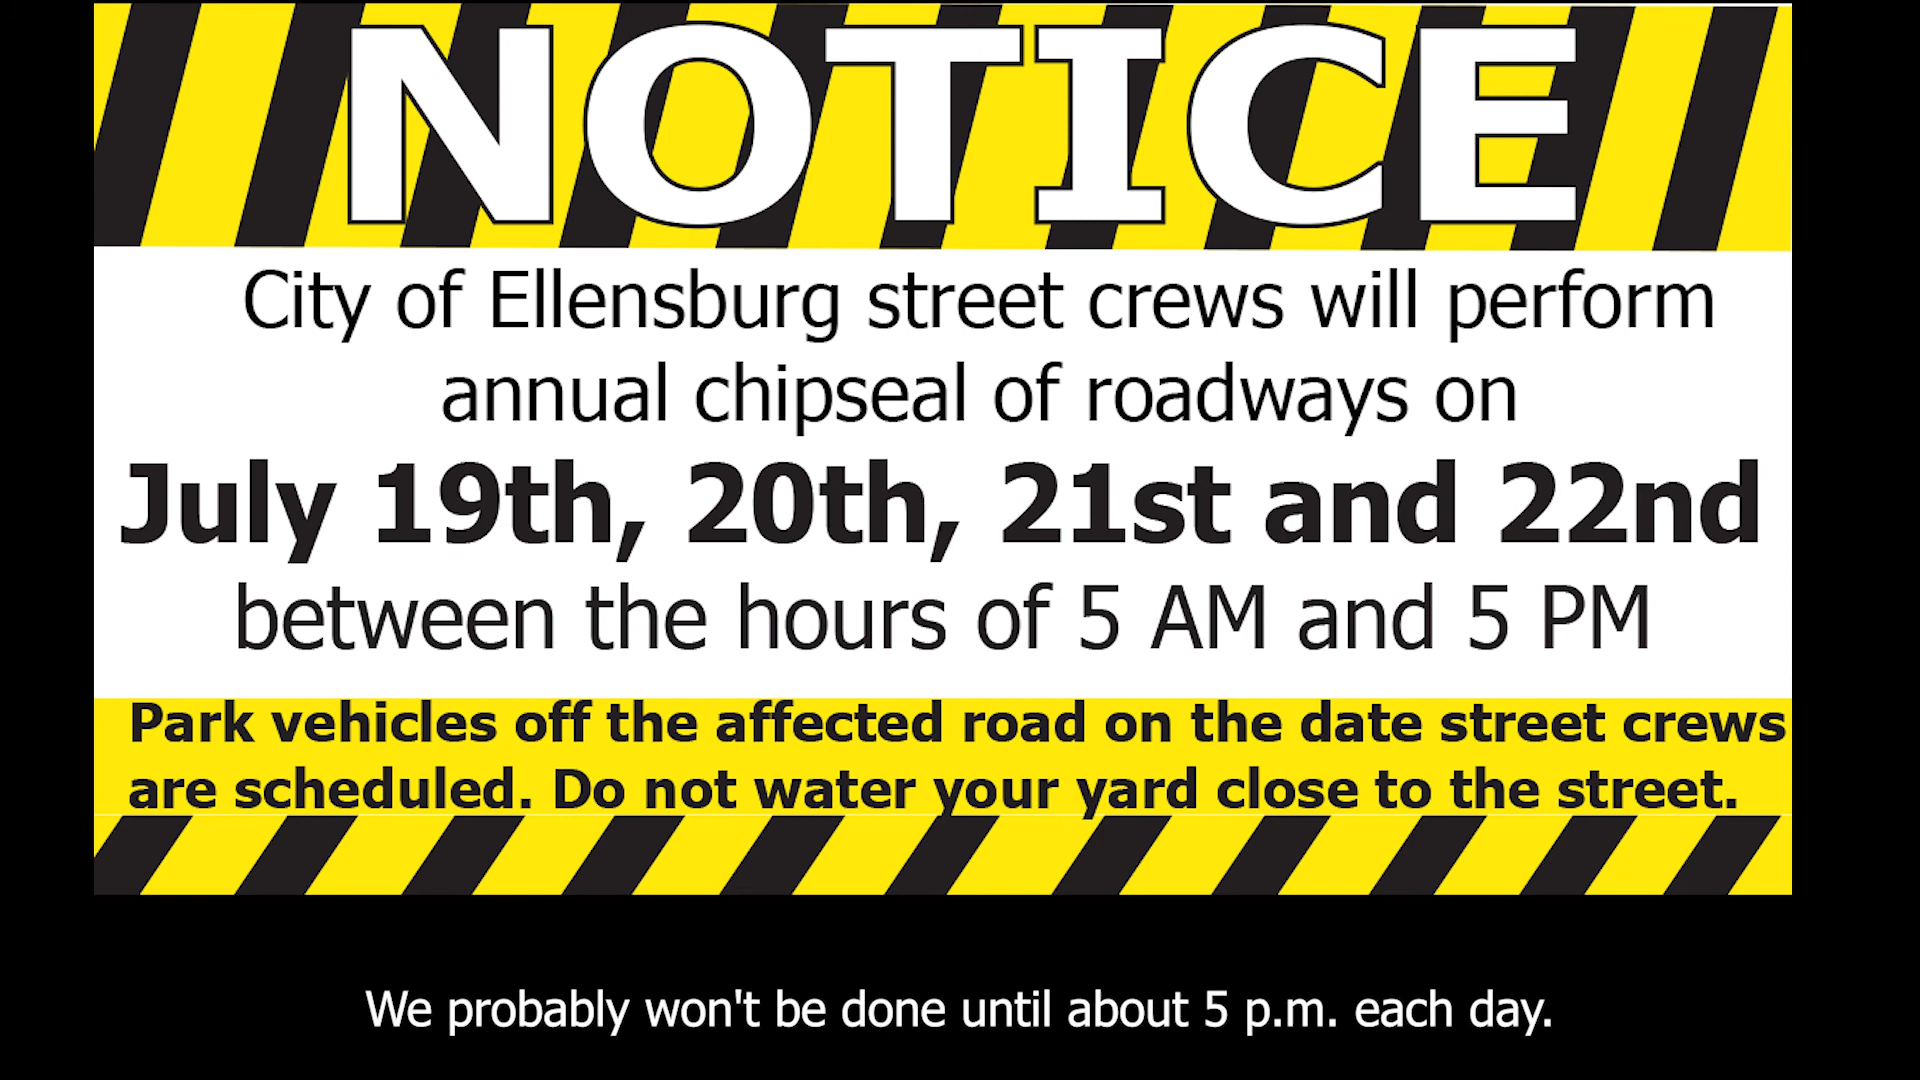 NOTICE
City of Ellensburg street crews will perform
annual chipseal of roadways on
July 19th, 20th, 21st and 22nd
between the hours of 5 AM and 5 PM
Park vehicles off the affected road on the date street crews
are scheduled. Do not water your yard close to the street.
We probably won't be done until about 5 p.m. each day.